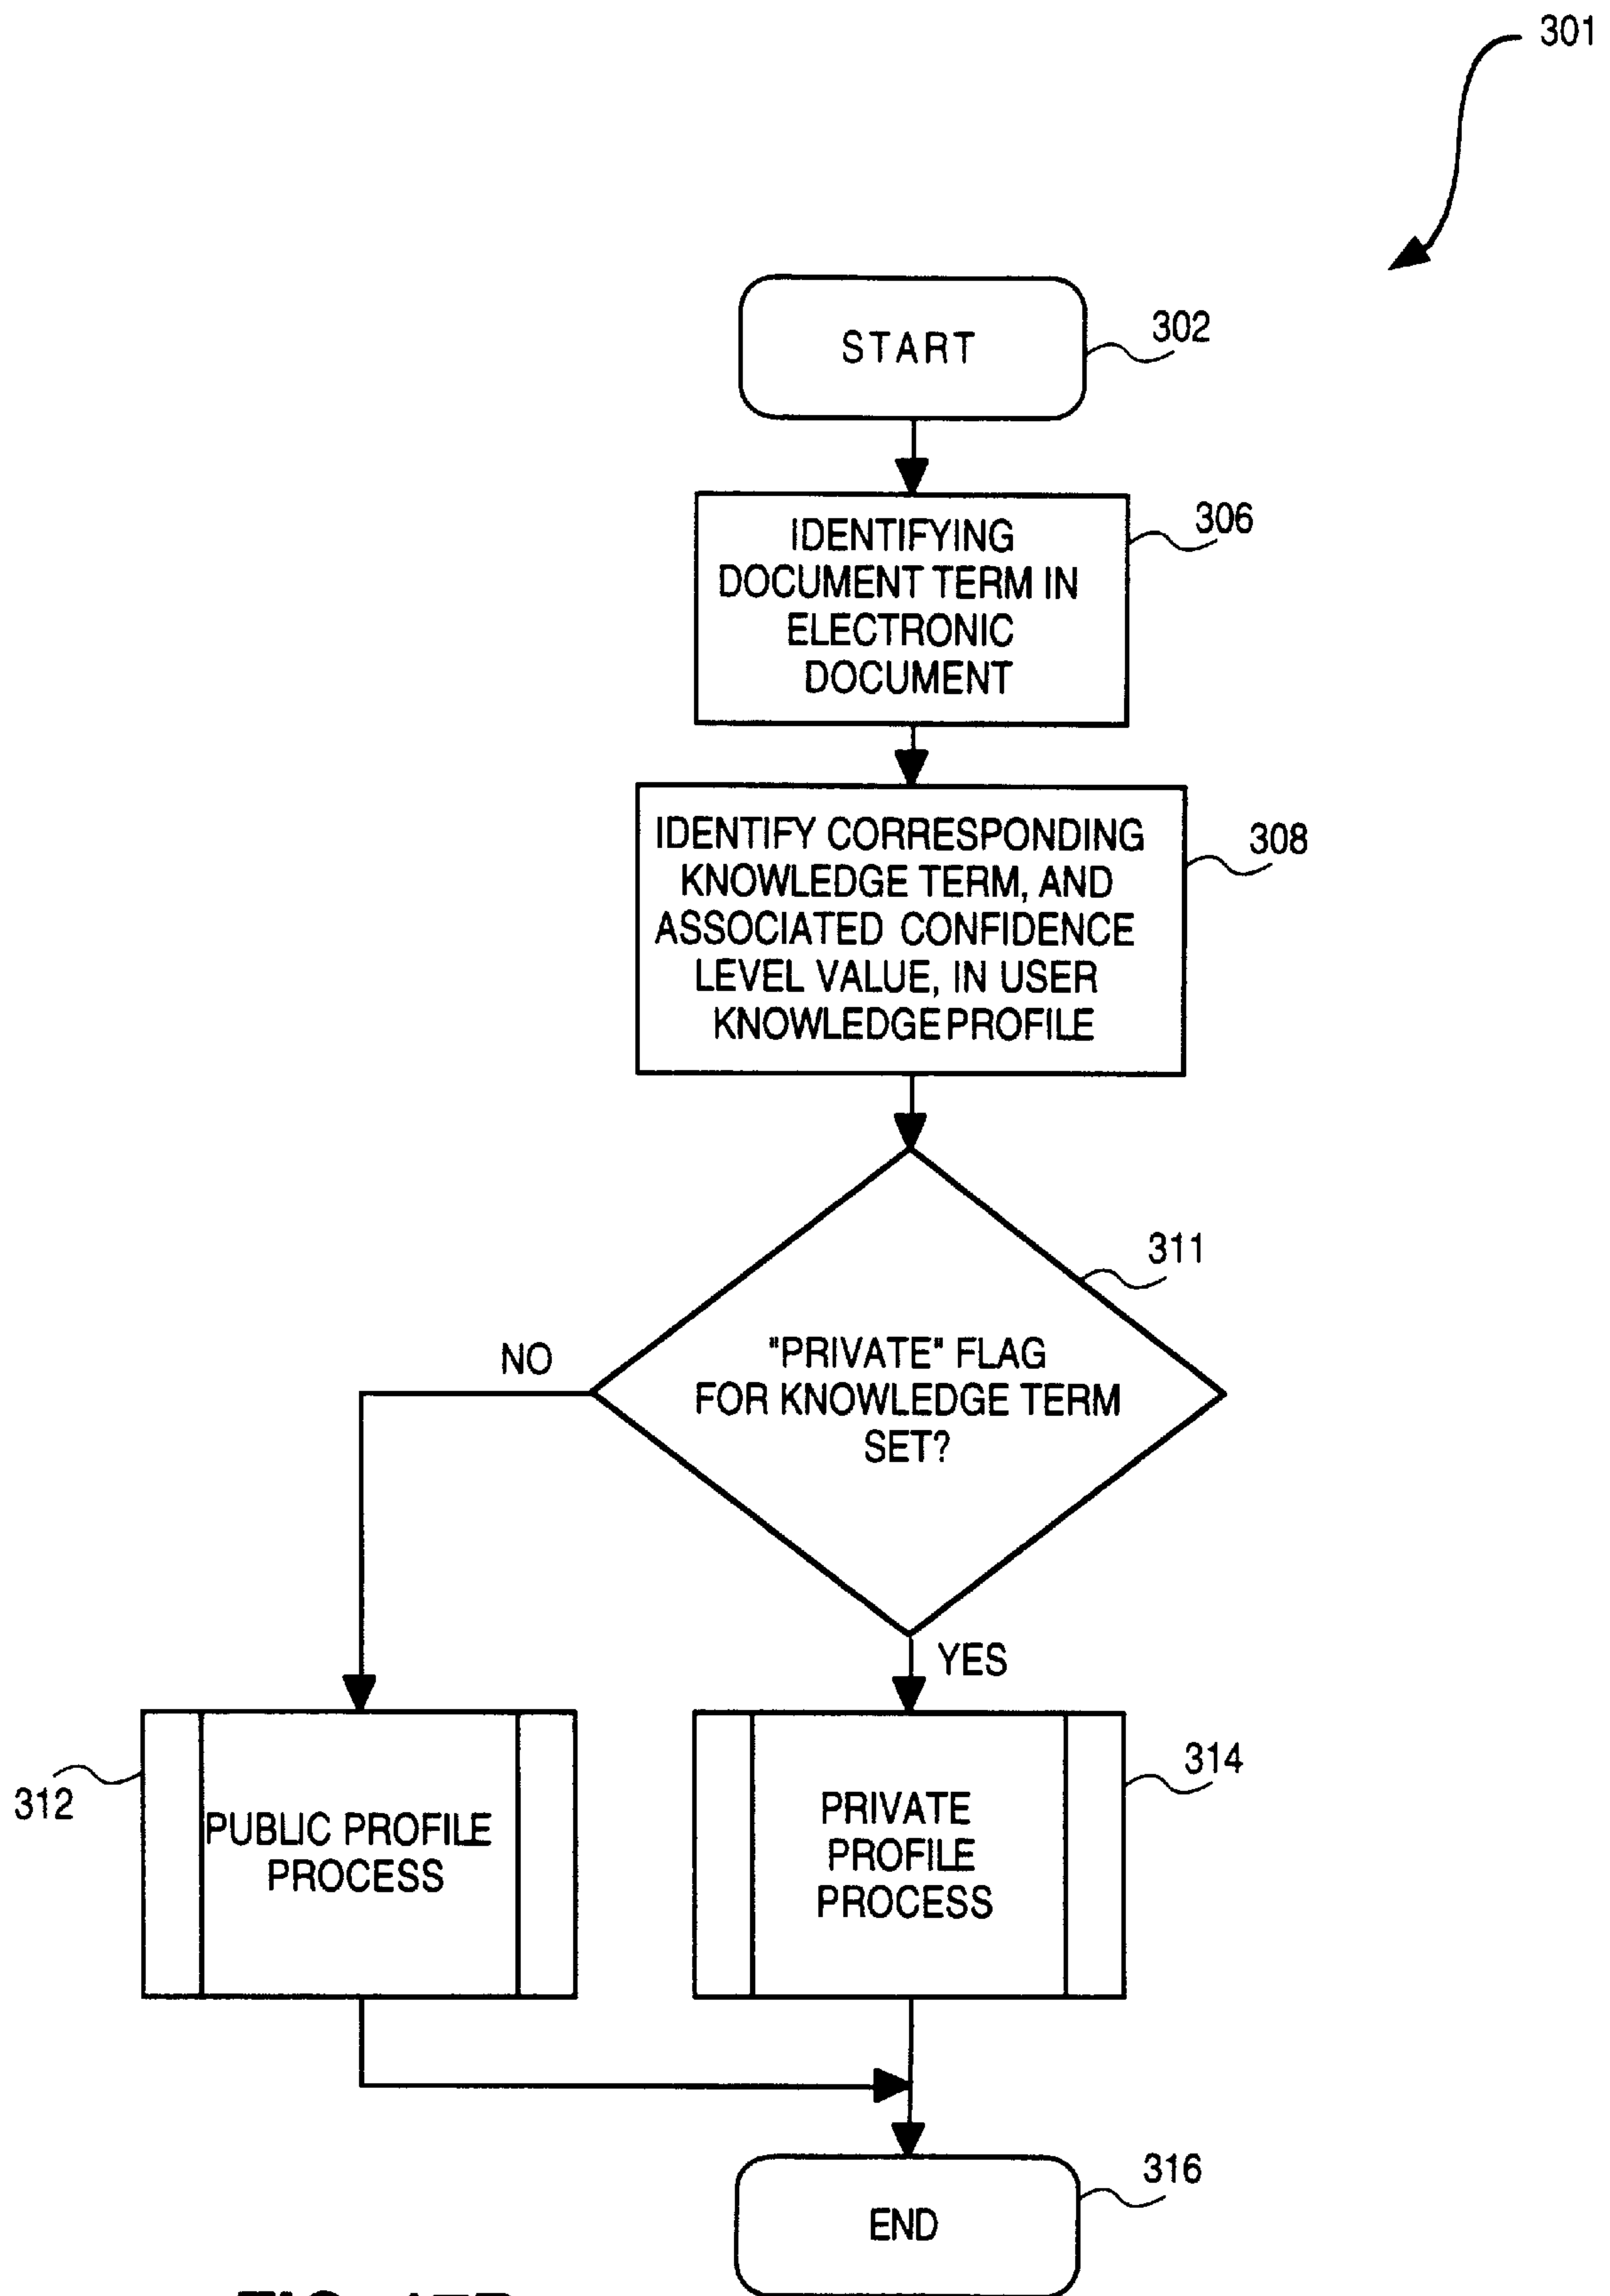 301
START
302
IDENTIFYING
DOCUMENT TERM IN
ELECTRONIC
DOCUMENT
306
IDENTIFY CORRESPONDING
KNOWLEDGE TERM, AND
ASSOCIATED CONFIDENCE
LEVEL VALUE, IN USER
KNOWLEDGE PROFILE
308
311
"PRIVATE" FLAG
FOR KNOWLEDGE TERM
SET?
NO
YES
312
PUBLIC PROFILE
PROCESS
314
PRIVATE
PROFILE
PROCESS
316
END